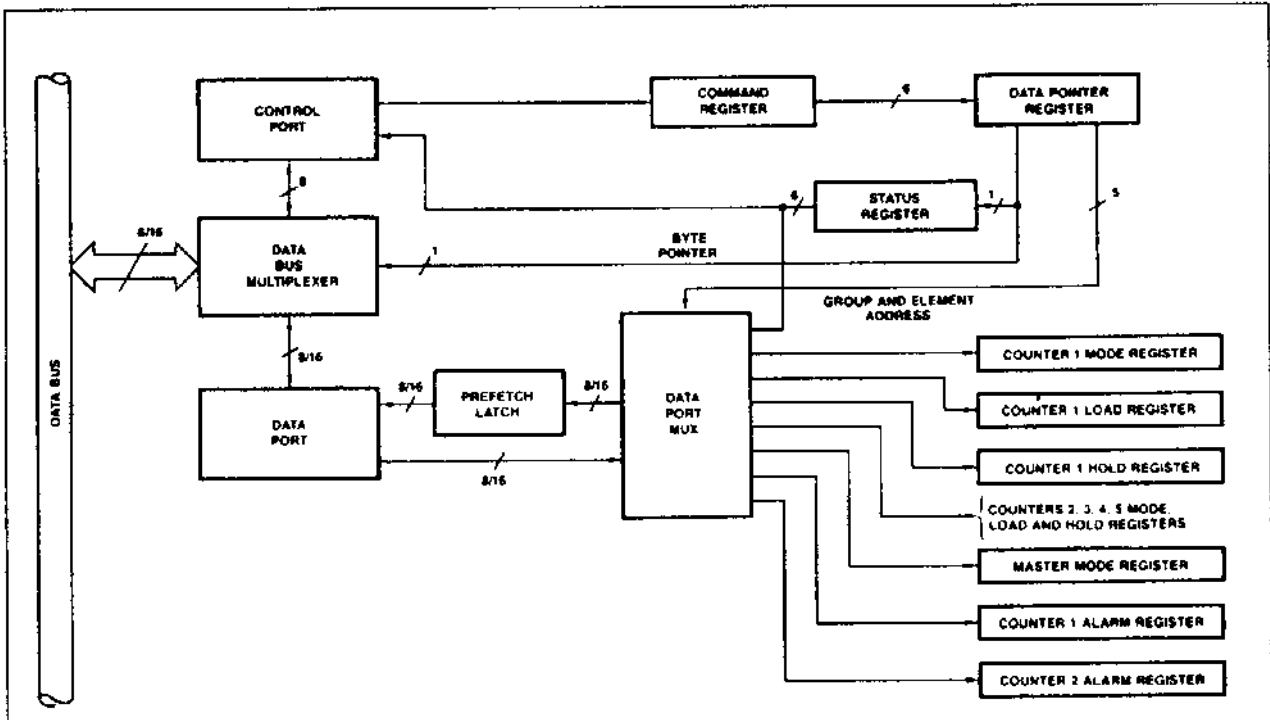 CONTROL
PORT
COMMAND
REGISTER
6
DATA POINTER
REGISTER
8
6
STATUS
REGISTER
1
5
8/16
DATA
BUS
MULTIPLEXER
1
BYTE
POINTER
GROUP AND ELEMENT
ADDRESS
DATA BUS
8/16
DATA
PORT
8/16
PREFETCH
LATCH
8/16
8/16
DATA
PORT
MUX
COUNTER 1 MODE REGISTER
COUNTER 1 LOAD REGISTER
COUNTER 1 HOLD REGISTER
COUNTERS 2, 3, 4, 5 MODE,
LOAD AND HOLD REGISTERS
MASTER MODE REGISTER
COUNTER 1 ALARM REGISTER
COUNTER 2 ALARM REGISTER